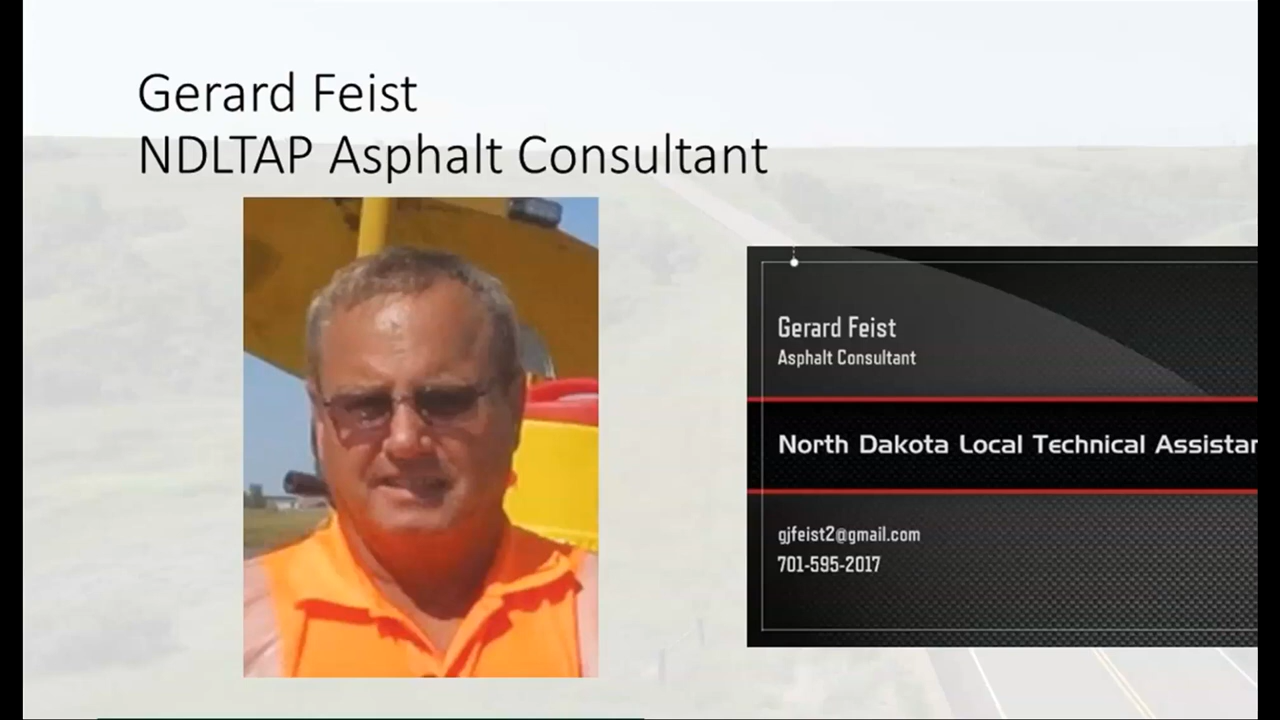 Gerard Feist
NDLTAP Asphalt Consultant
Gerard Feist
Asphalt Consultant
North Dakota Local Technical Assistan
gjfeist2@gmail.com
701-595-2017